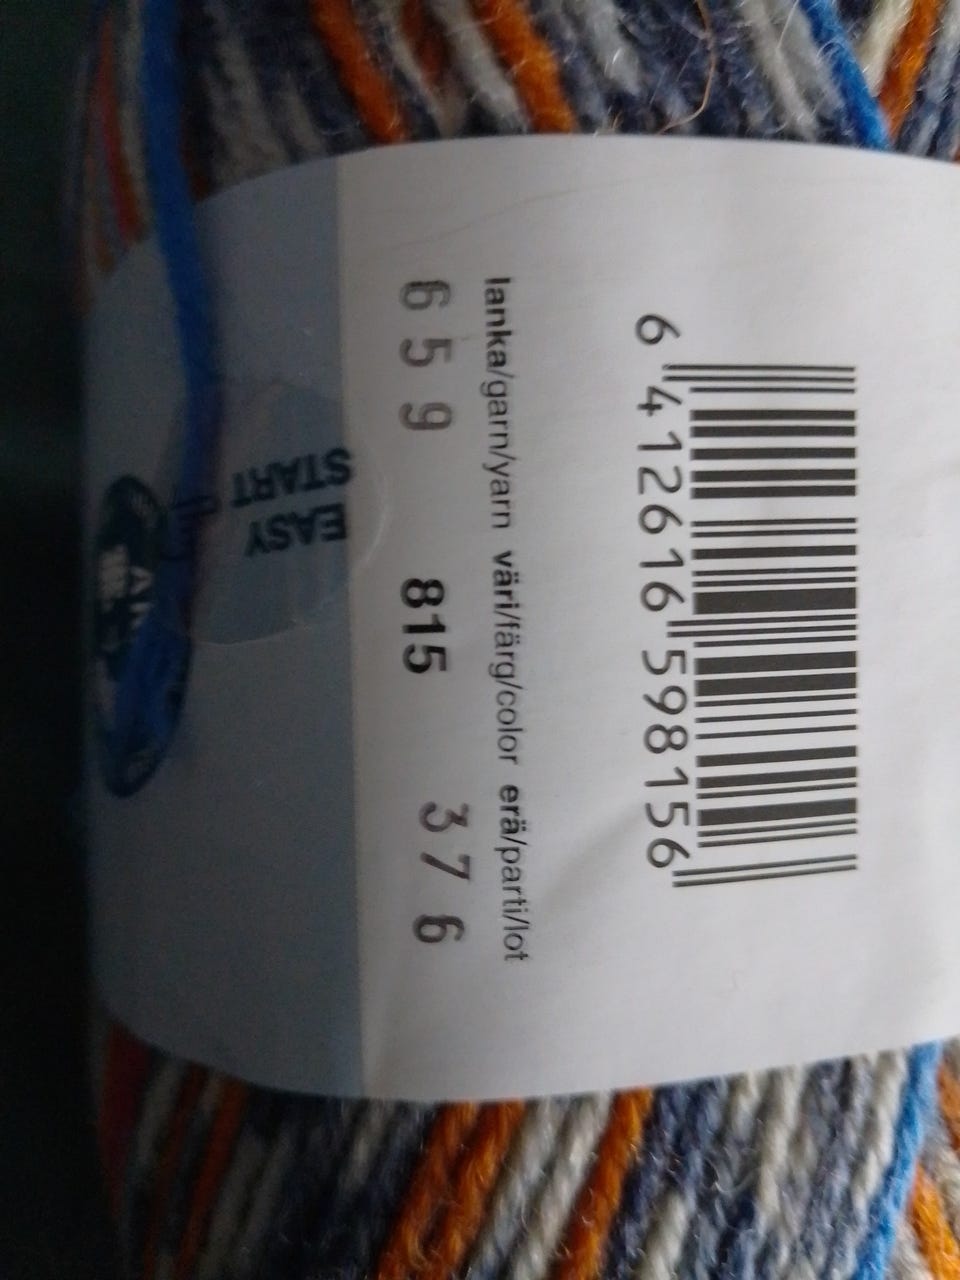 6 412616 598156
lanka/garn/yarn väri/färg/color erä/parti/lot
659 815 376
EASY
START